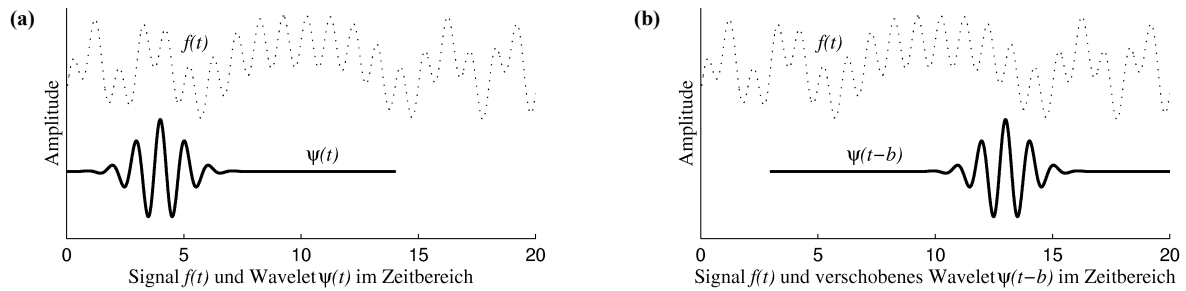 (a)
f(t)
Amplitude
ψ(t)
0 5 10 15 20
Signal f(t) und Wavelet ψ(t) im Zeitbereich
(b)
f(t)
Amplitude
ψ(t−b)
0 5 10 15 20
Signal f(t) und verschobenes Wavelet ψ(t−b) im Zeitbereich